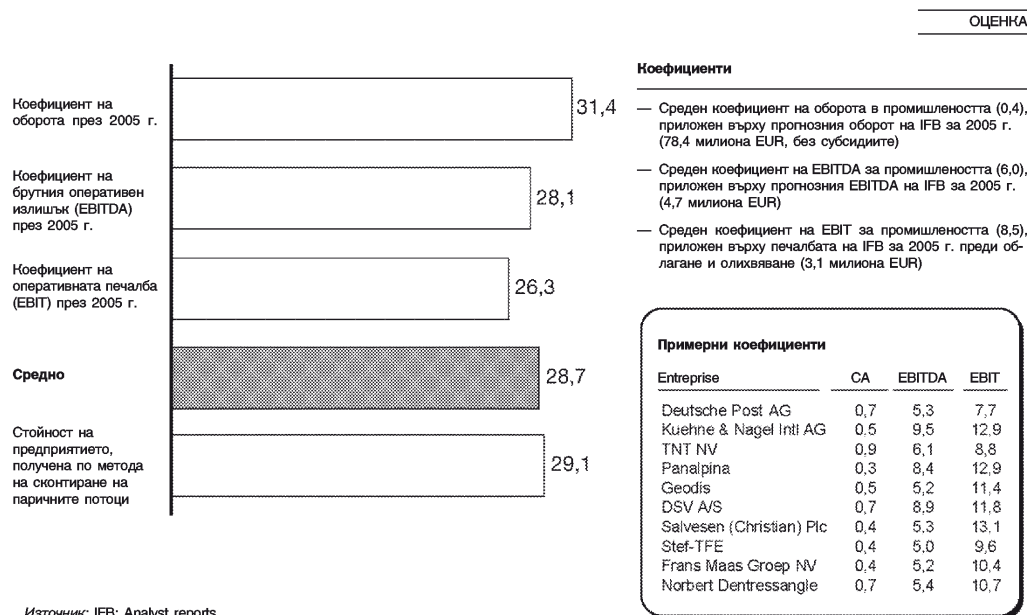 ОЦЕНКА
Коефициент на
оборота през 2005 г.
31,4
Коефициент на
брутния оперативен
излишък (EBITDA)
през 2005 г.
28,1
Коефициент на
оперативната печалба
(EBIT) през 2005 г.
26,3
Средно
28,7
Стойност на
предприятието,
получена по метода
на сконтиране на
паричните потоци
29,1
Коефициенти
— Среден коефициент на оборота в промишлеността (0,4),
приложен върху прогнозния оборот на IFB за 2005 г.
(78,4 милиона EUR, без субсидиите)
— Среден коефициент на EBITDA за промишлеността (6,0),
приложен върху прогнозния EBITDA на IFB за 2005 г.
(4,7 милиона EUR)
— Среден коефициент на EBIT за промишлеността (8,5),
приложен върху печалбата на IFB за 2005 г. преди об-
лагане и олихвяване (3,1 милиона EUR)
Примерни коефициенти
Entreprise CA EBITDA EBIT
Deutsche Post AG 0,7 5,3 7,7
Kuehne & Nagel Intl AG 0,5 9,5 12,9
TNT NV 0,9 6,1 8,8
Panalpina 0,3 8,4 12,9
Geodis 0,5 5,2 11,4
DSV A/S 0,7 8,9 11,8
Salvesen (Christian) Plc 0,4 5,3 13,1
Stef-TFE 0,4 5,0 9,6
Frans Maas Groep NV 0,4 5,2 10,4
Norbert Dentressangle 0,7 5,4 10,7
Източник: IFB; Analyst reports